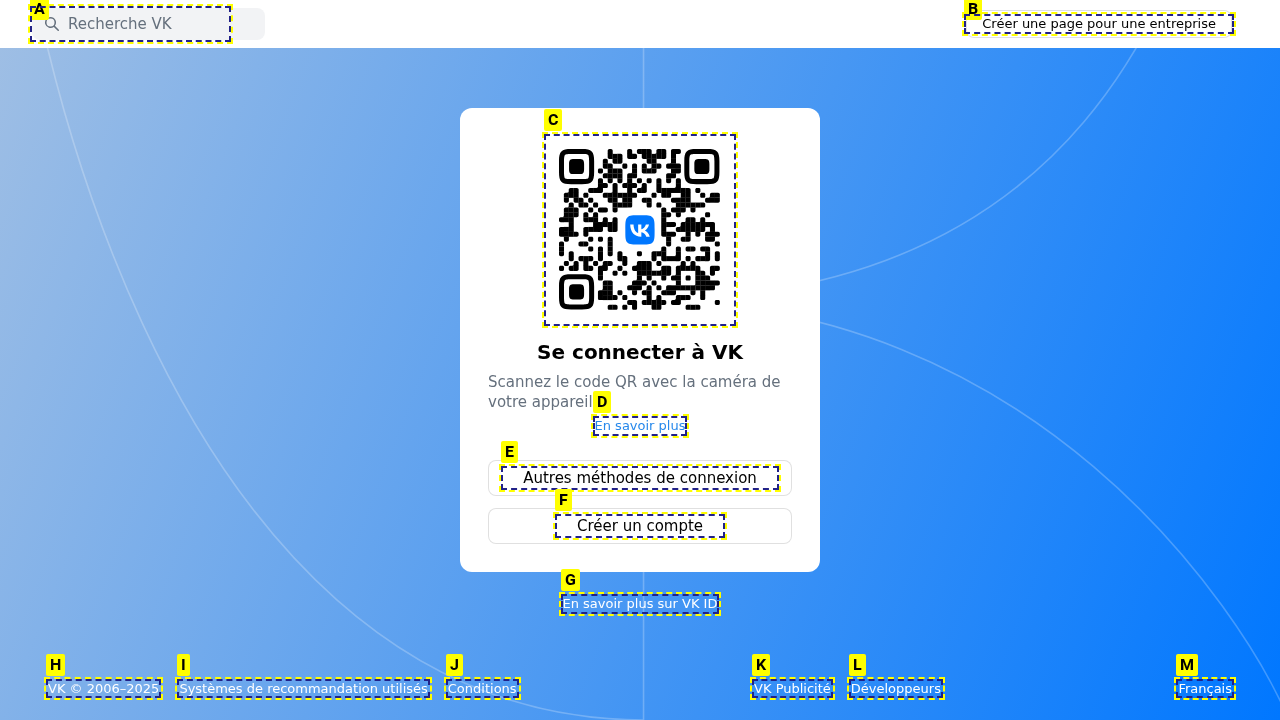 A
Recherche VK
B
Créer une page pour une entreprise
C
Se connecter à VK
Scannez le code QR avec la caméra de
votre appareil
D
En savoir plus
E
Autres méthodes de connexion
F
Créer un compte
G
En savoir plus sur VK ID
H
I
J
K
L
M
VK © 2006–2025
Systèmes de recommandation utilisés
Conditions
VK Publicité
Développeurs
Français